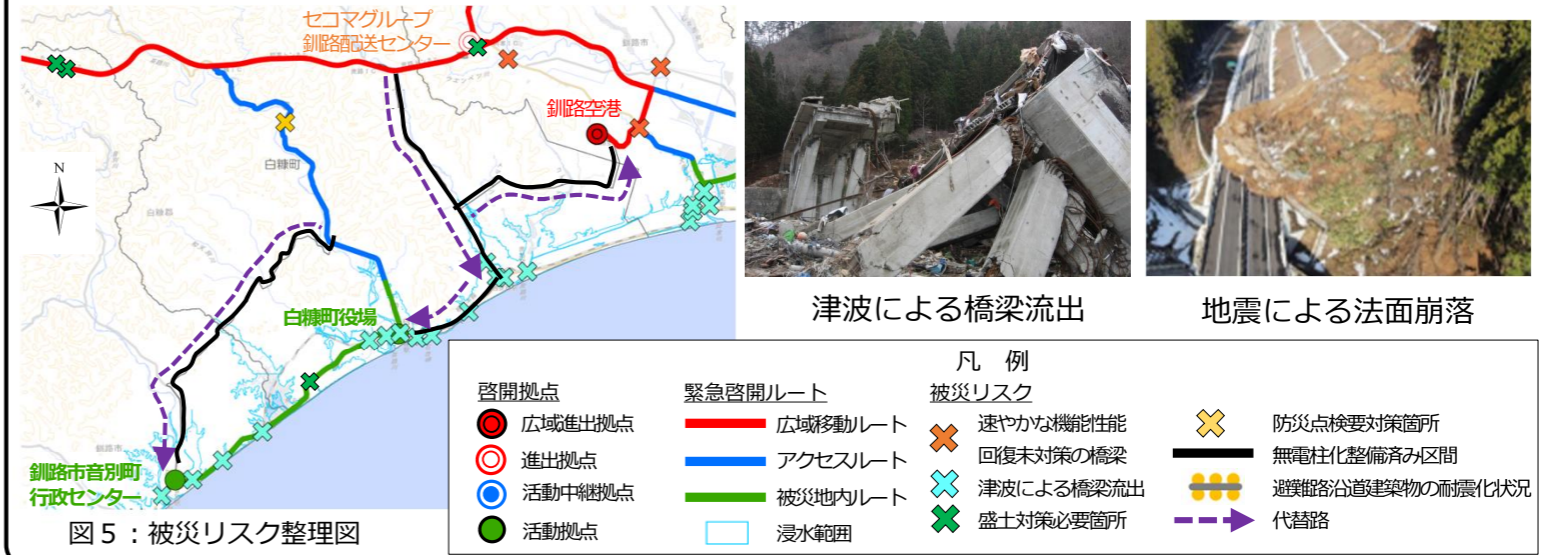 セコマグループ
釧路配送センター
釧路市
釧路空港
N
白糠町
白糠郡
白糠町役場
釧路市
釧路市音別町
行政センター
図5：被災リスク整理図
津波による橋梁流出
地震による法面崩落
凡 例
啓開拠点
広域進出拠点
進出拠点
活動中継拠点
活動拠点
緊急啓開ルート
広域移動ルート
アクセスルート
被災地内ルート
浸水範囲
被災リスク
速やかな機能性能
回復未対策の橋梁
津波による橋梁流出
盛土対策必要箇所
防災点検要対策箇所
無電柱化整備済み区間
避難路沿道建築物の耐震化状況
代替路